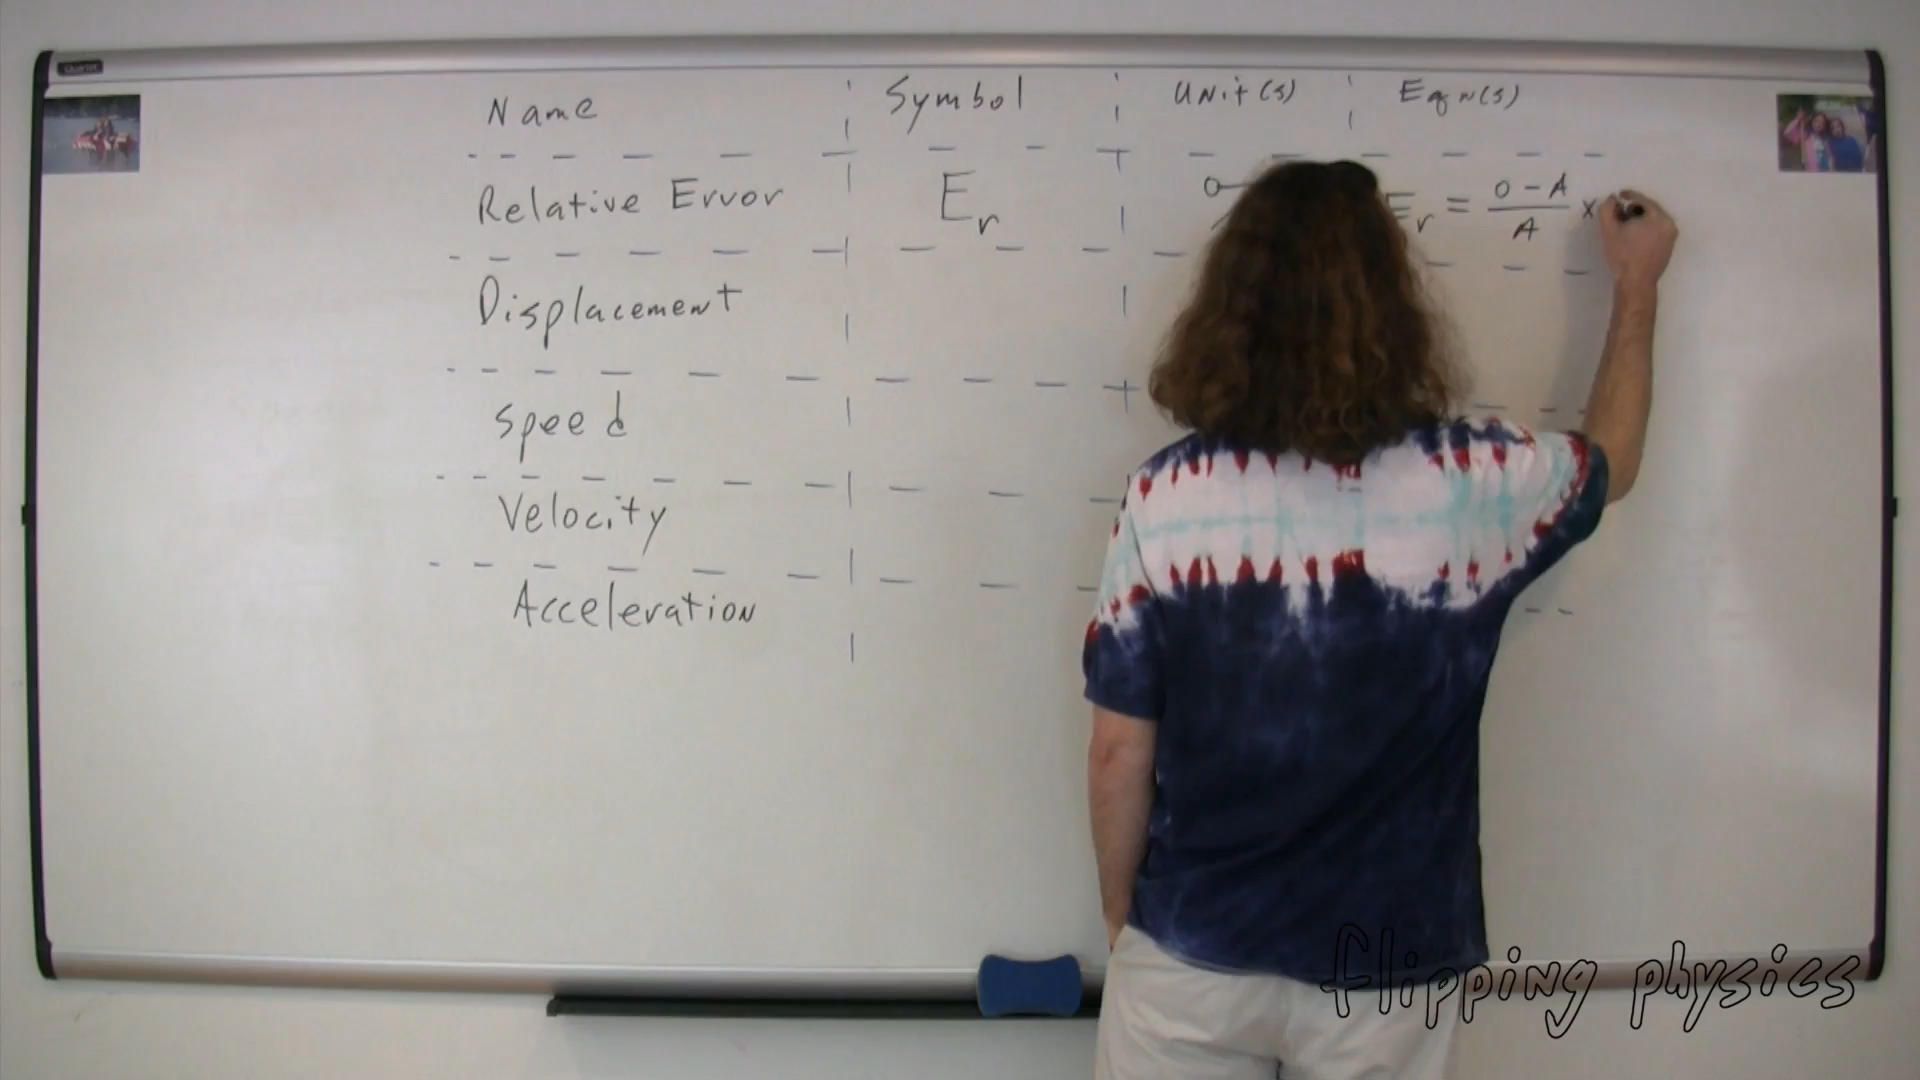 Name Symbol Unit(s) Eqn(s)
Relative Error Er Er = O - A / A x
Displacement
Speed
Velocity
Acceleration
flipping physics